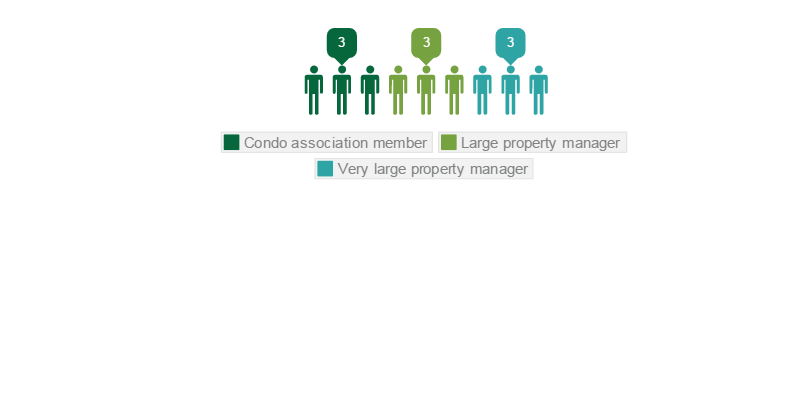 3 3 3
Condo association member Large property manager
Very large property manager